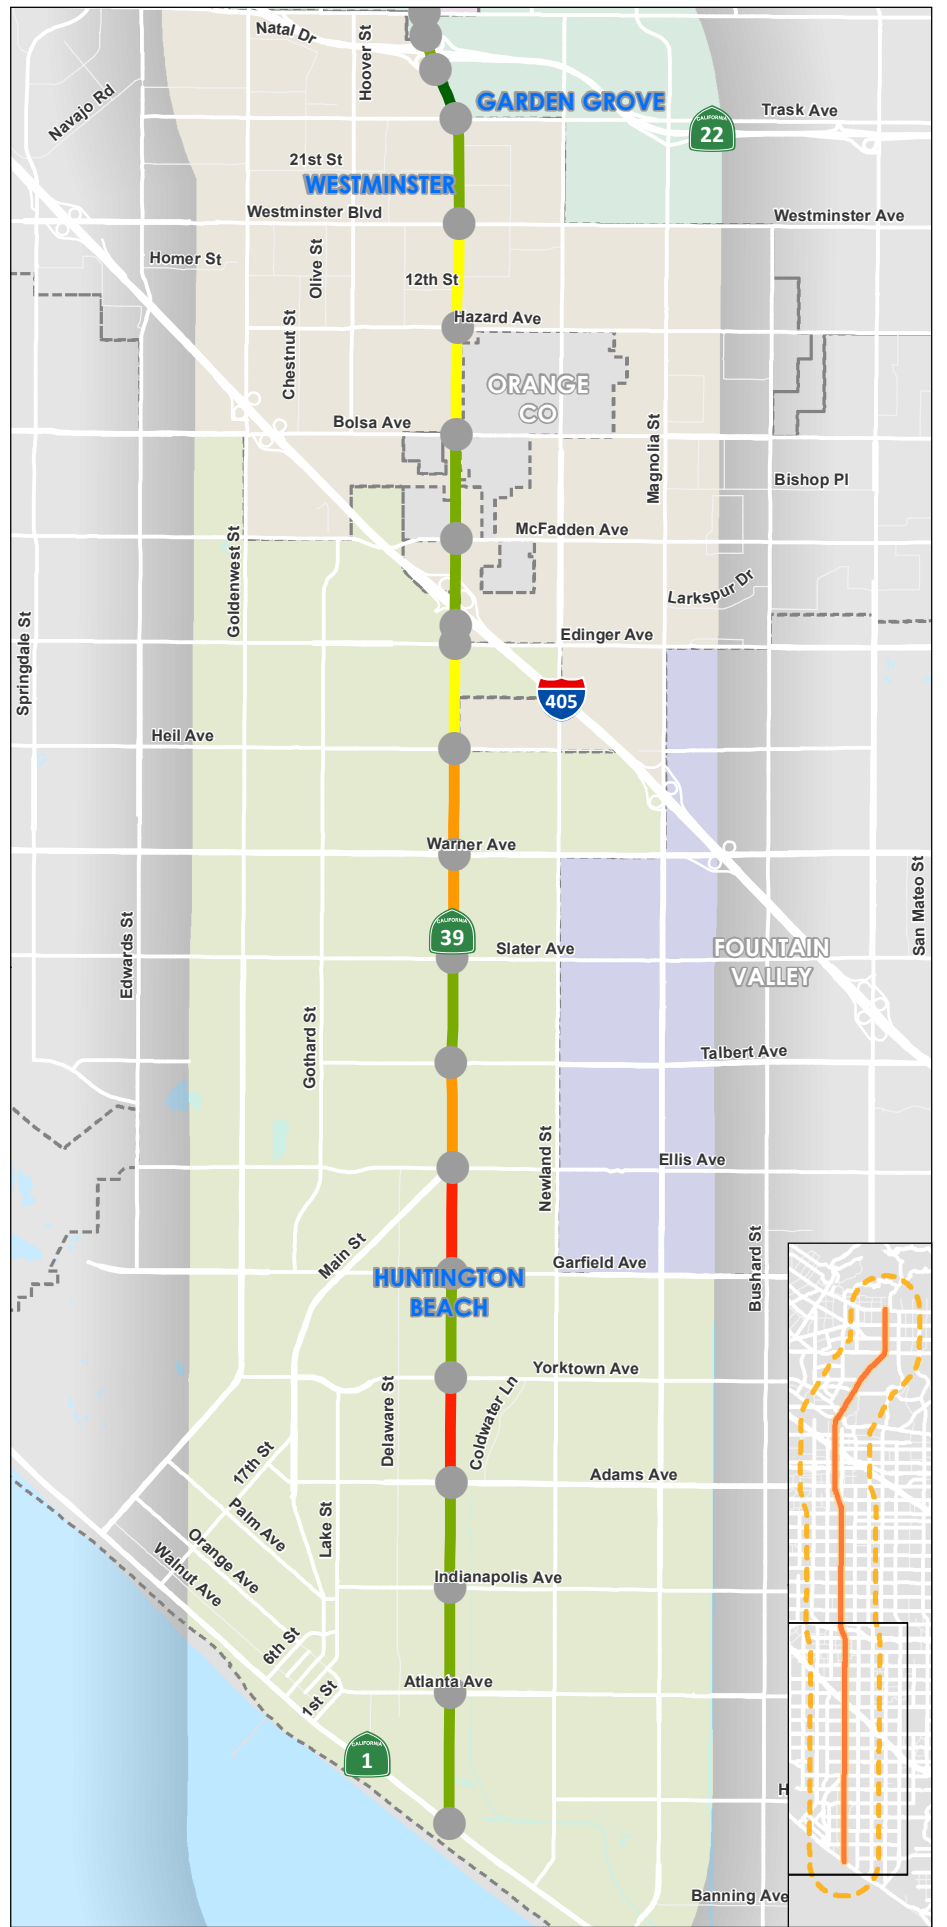 Natal Dr
Hoover St
Navajo Rd
GARDEN GROVE
Trask Ave
CALIFORNIA
22
21st St
WESTMINSTER
Westminster Blvd
Westminster Ave
Homer St
Olive St
12th St
Hazard Ave
Chestnut St
ORANGE
CO
Bolsa Ave
Magnolia St
Bishop Pl
McFadden Ave
Goldenwest St
Larkspur Dr
Springdale St
Edinger Ave
405
Heil Ave
Warner Ave
San Mateo St
Edwards St
CALIFORNIA
39
Slater Ave
FOUNTAIN
VALLEY
Gothard St
Talbert Ave
Newland St
Ellis Ave
Main St
Garfield Ave
Bushard St
HUNTINGTON
BEACH
Yorktown Ave
Delaware St
Coldwater Ln
17th St
Adams Ave
Palm Ave
Lake St
Orange Ave
Walnut Ave
Indianapolis Ave
6th St
Atlanta Ave
1st St
CALIFORNIA
1
H
Banning Ave